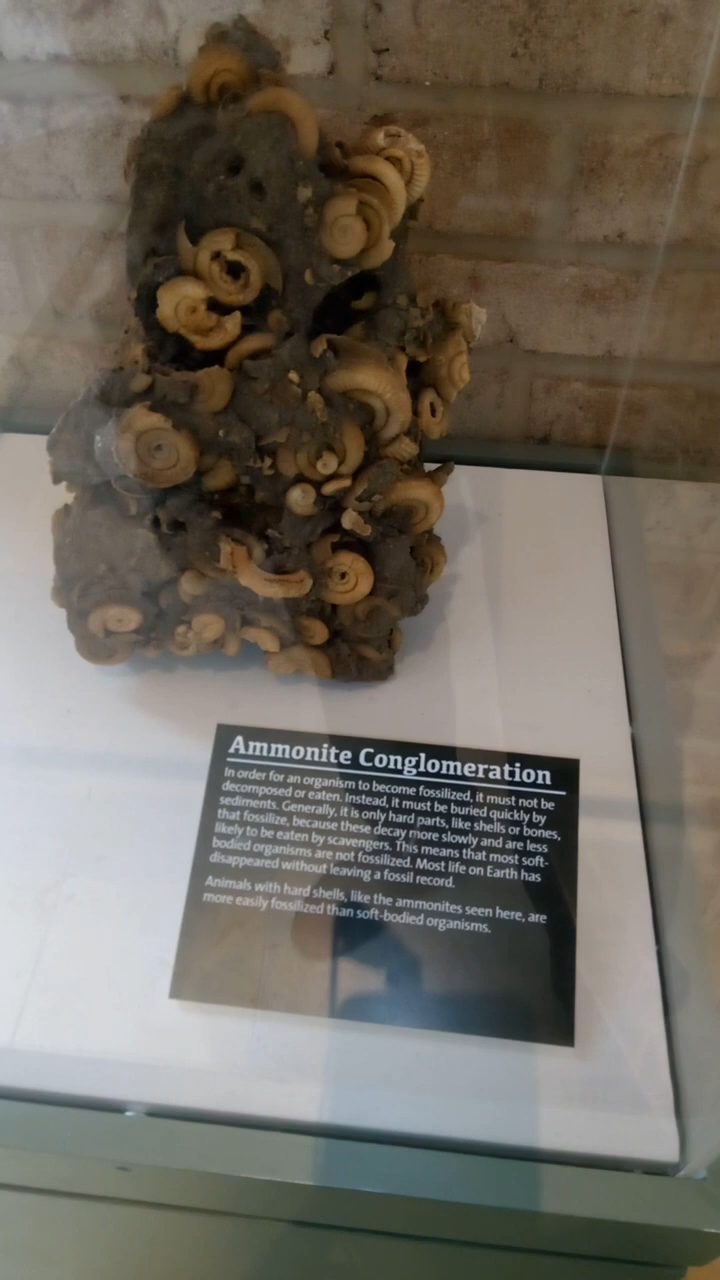 Ammonite Conglomeration
In order for an organism to become fossilized, it must not be
decomposed or eaten. Instead, it must be buried quickly by
sediments. Generally, it is only hard parts, like shells or bones,
that fossilize, because these decay more slowly and are less
likely to be eaten by scavengers. This means that most soft-
bodied organisms are not fossilized. Most life on Earth has
disappeared without leaving a fossil record.
Animals with hard shells, like the ammonites seen here, are
more easily fossilized than soft-bodied organisms.